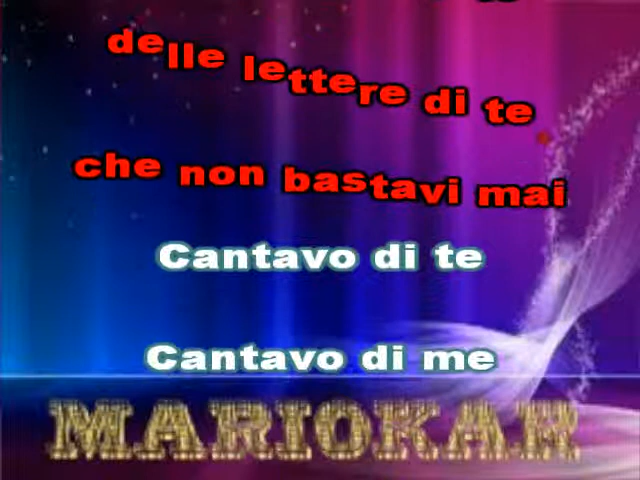 delle lettere di te
che non bastavi mai
Cantavo di te
Cantavo di me
MARIOKAR